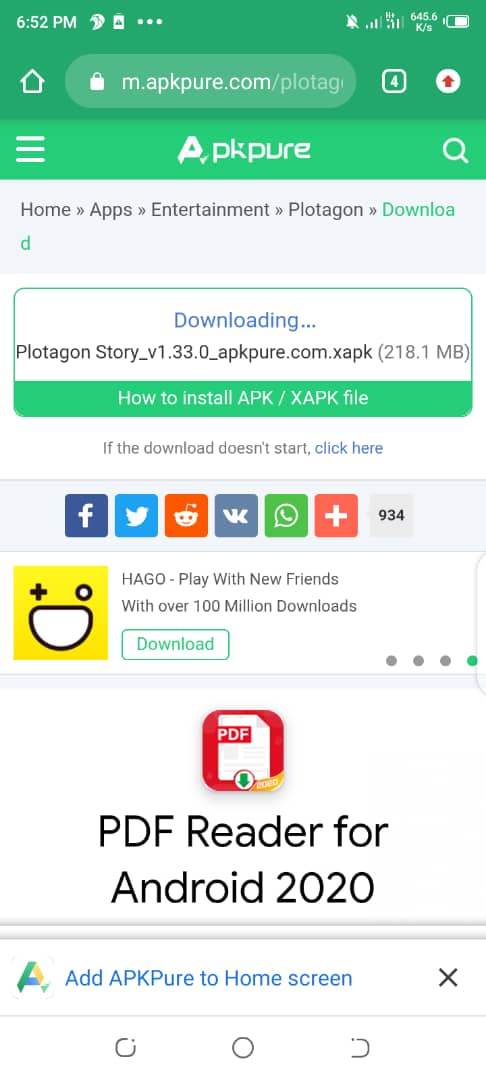 6:52 PM
645.6
K/s
m.apkpure.com/plotag
4
Apkpure
Home » Apps » Entertainment » Plotagon » Downloa
d
Downloading...
Plotagon Story_v1.33.0_apkpure.com.xapk (218.1 MB)
How to install APK / XAPK file
If the download doesn't start, click here
934
HAGO - Play With New Friends
With over 100 Million Downloads
Download
PDF
2020
PDF Reader for
Android 2020
Add APKPure to Home screen